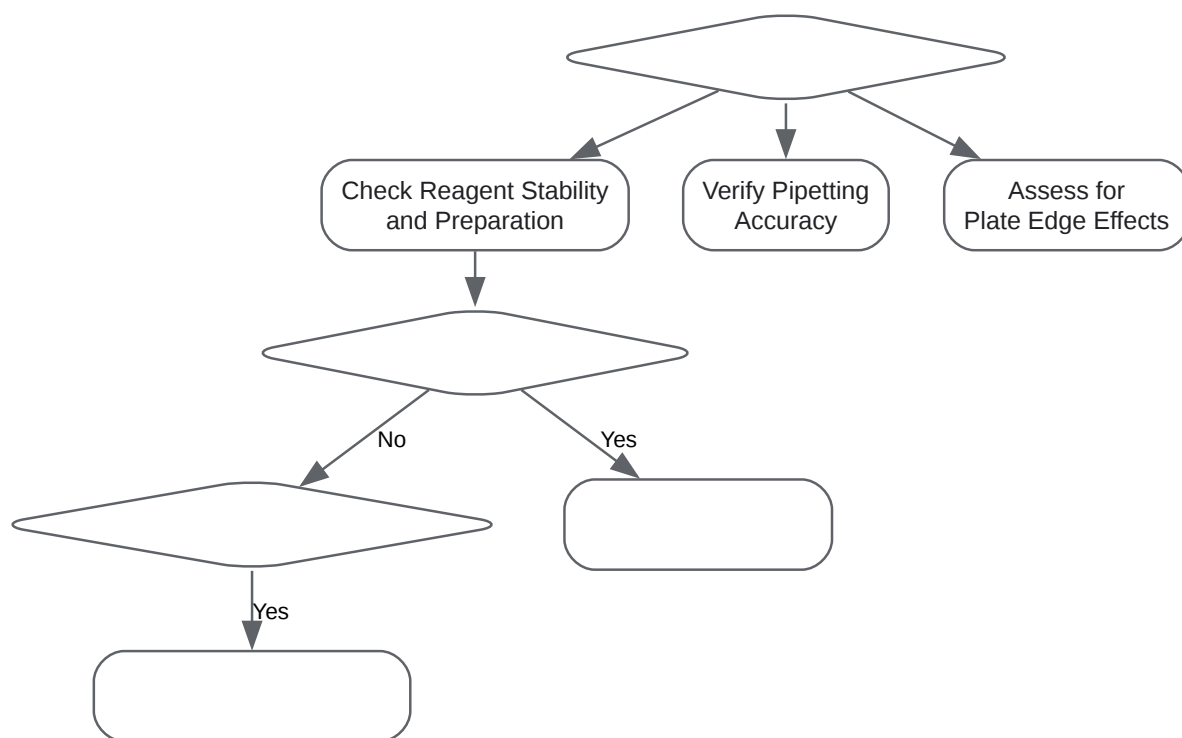 Check Reagent Stability
and Preparation
Verify Pipetting
Accuracy
Assess for
Plate Edge Effects
No
Yes
Yes